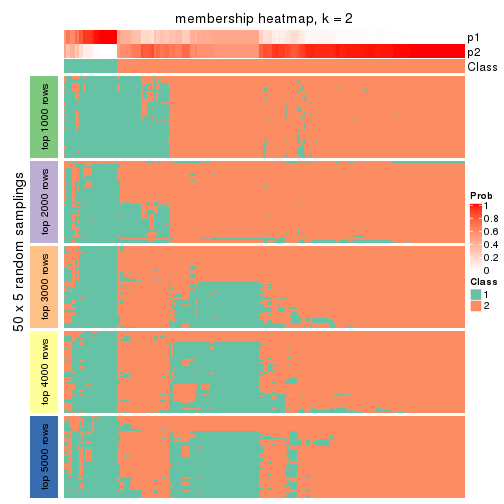 membership heatmap, k = 2
p1
p2
Class
50 x 5 random samplings
top 1000 rows
top 2000 rows
top 3000 rows
top 4000 rows
top 5000 rows
Prob
1
0.8
0.6
0.4
0.2
0
Class
1
2